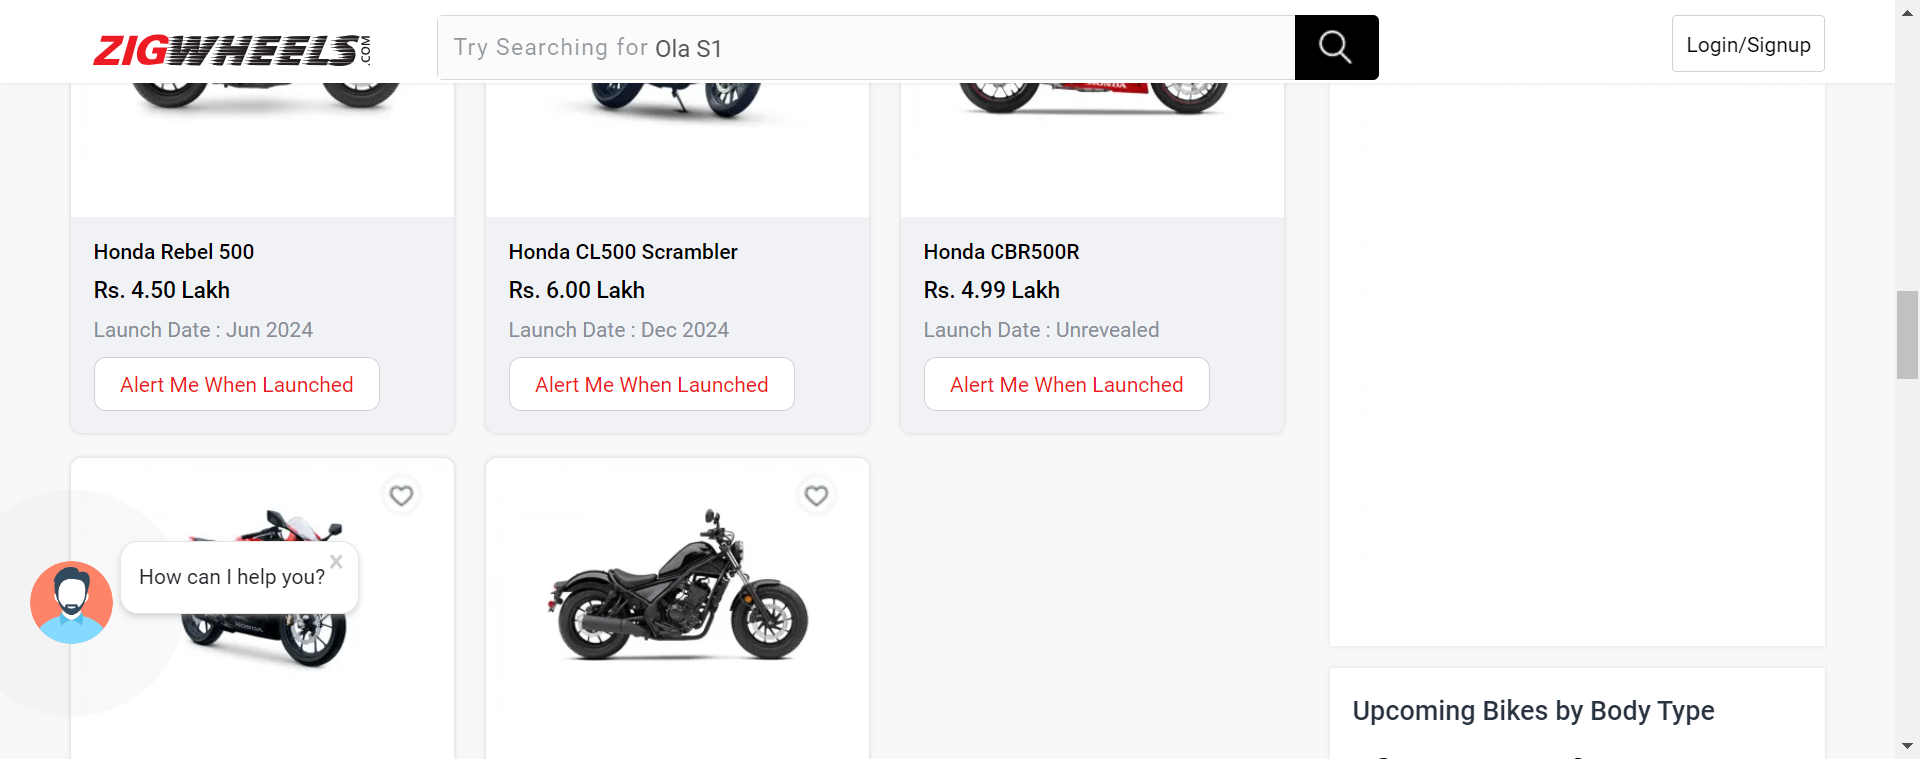 ZIGWHEELS.COM
Try Searching for Ola S1
Login/Signup
HONDA
Honda Rebel 500
Rs. 4.50 Lakh
Launch Date : Jun 2024
Alert Me When Launched
Honda CL500 Scrambler
Rs. 6.00 Lakh
Launch Date : Dec 2024
Alert Me When Launched
Honda CBR500R
Rs. 4.99 Lakh
Launch Date : Unrevealed
Alert Me When Launched
How can I help you?
HONDA
Upcoming Bikes by Body Type